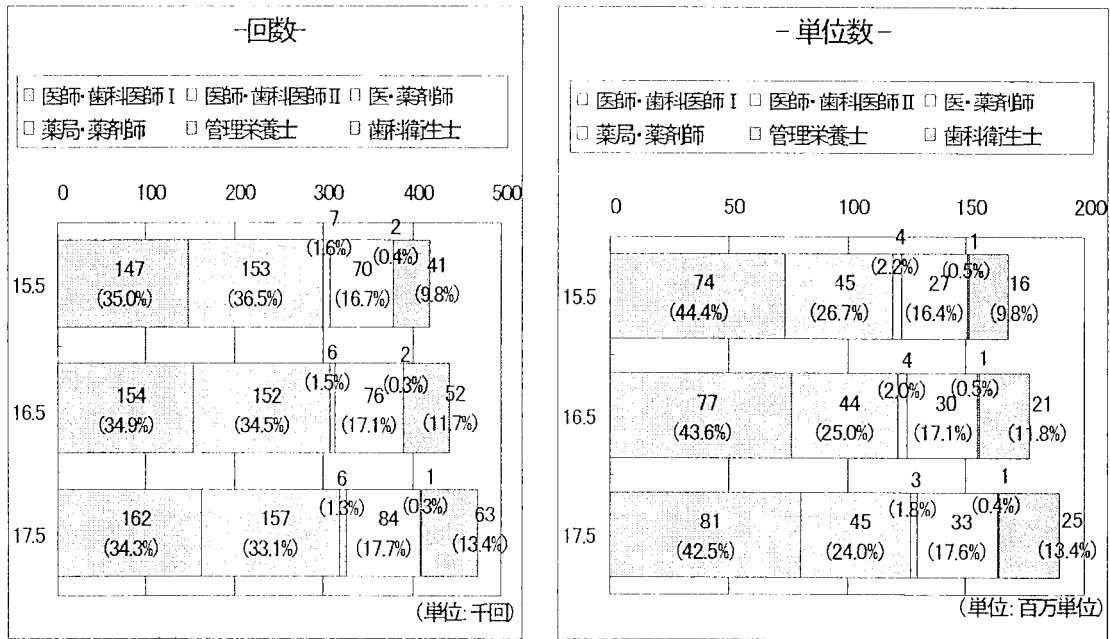 -回数-
□ 医師・歯科医師Ⅰ □ 医師・歯科医師Ⅱ □ 医・薬剤師
□ 薬局・薬剤師 □ 管理栄養士 □ 歯科衛生士
0 100 200 300 400 500
7 2
(1.6%) (0.4%)
15.5 147 153 70 41
(35.0%) (36.5%) (16.7%) (9.8%)
6 2
(1.5%) (0.3%)
16.5 154 152 76 52
(34.9%) (34.5%) (17.1%) (11.7%)
6 1
(1.3%) (0.3%)
17.5 162 157 84 63
(34.3%) (33.1%) (17.7%) (13.4%)
(単位:千回)
-単位数-
□ 医師・歯科医師Ⅰ □ 医師・歯科医師Ⅱ □ 医・薬剤師
□ 薬局・薬剤師 □ 管理栄養士 □ 歯科衛生士
0 50 100 150 200
4 1
(2.2%) (0.5%)
15.5 74 45 27 16
(44.4%) (26.7%) (16.4%) (9.8%)
4 1
(2.0%) (0.5%)
16.5 77 44 30 21
(43.6%) (25.0%) (17.1%) (11.8%)
3 1
(1.8%) (0.4%)
17.5 81 45 33 25
(42.5%) (24.0%) (17.6%) (13.4%)
(単位:百万単位)